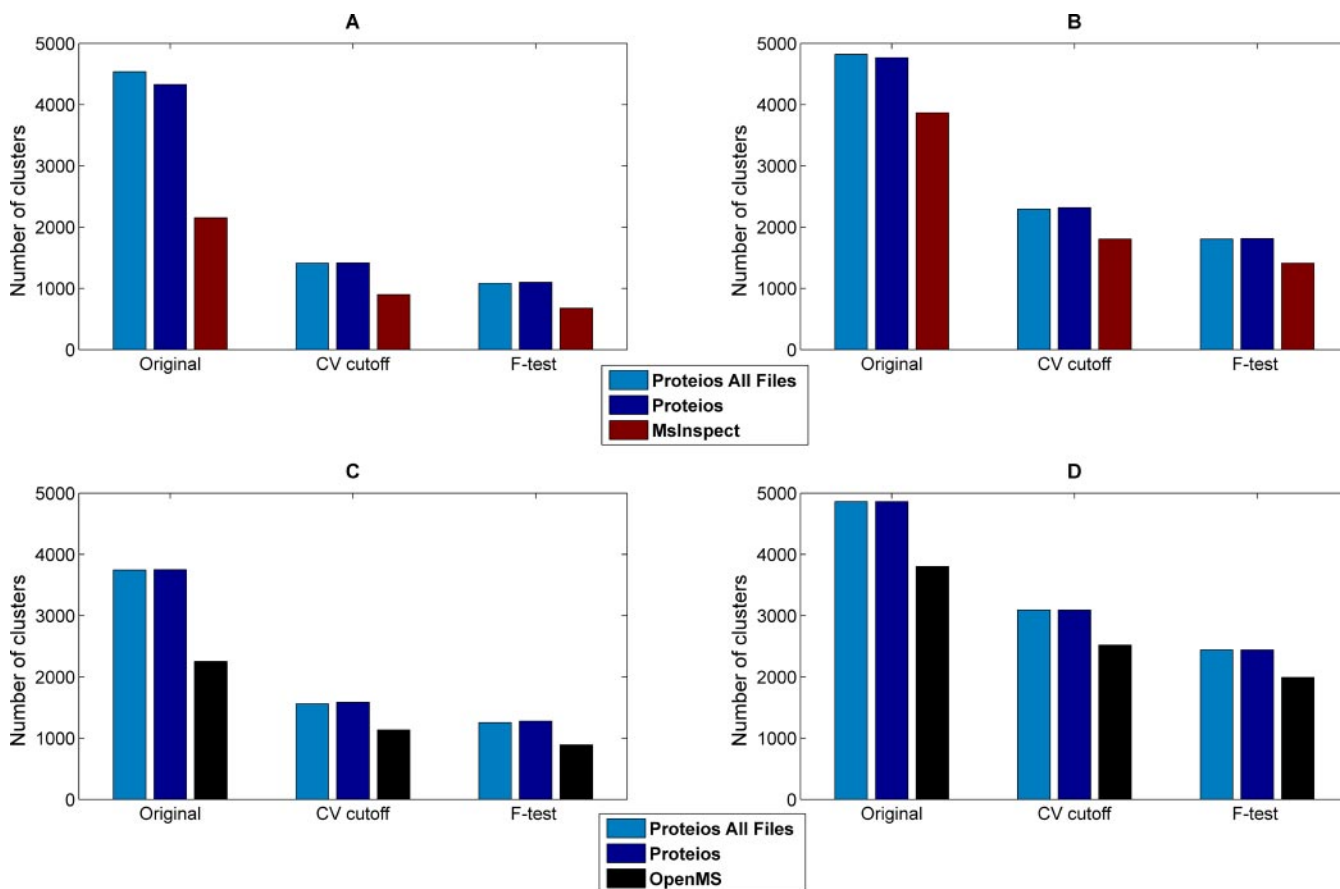 A
Number of clusters
5000
4000
3000
2000
1000
0
Original
CV cutoff
F-test
B
Number of clusters
5000
4000
3000
2000
1000
0
Original
CV cutoff
F-test
Proteios All Files
Proteios
MsInspect
C
Number of clusters
5000
4000
3000
2000
1000
0
Original
CV cutoff
F-test
D
Number of clusters
5000
4000
3000
2000
1000
0
Original
CV cutoff
F-test
Proteios All Files
Proteios
OpenMS